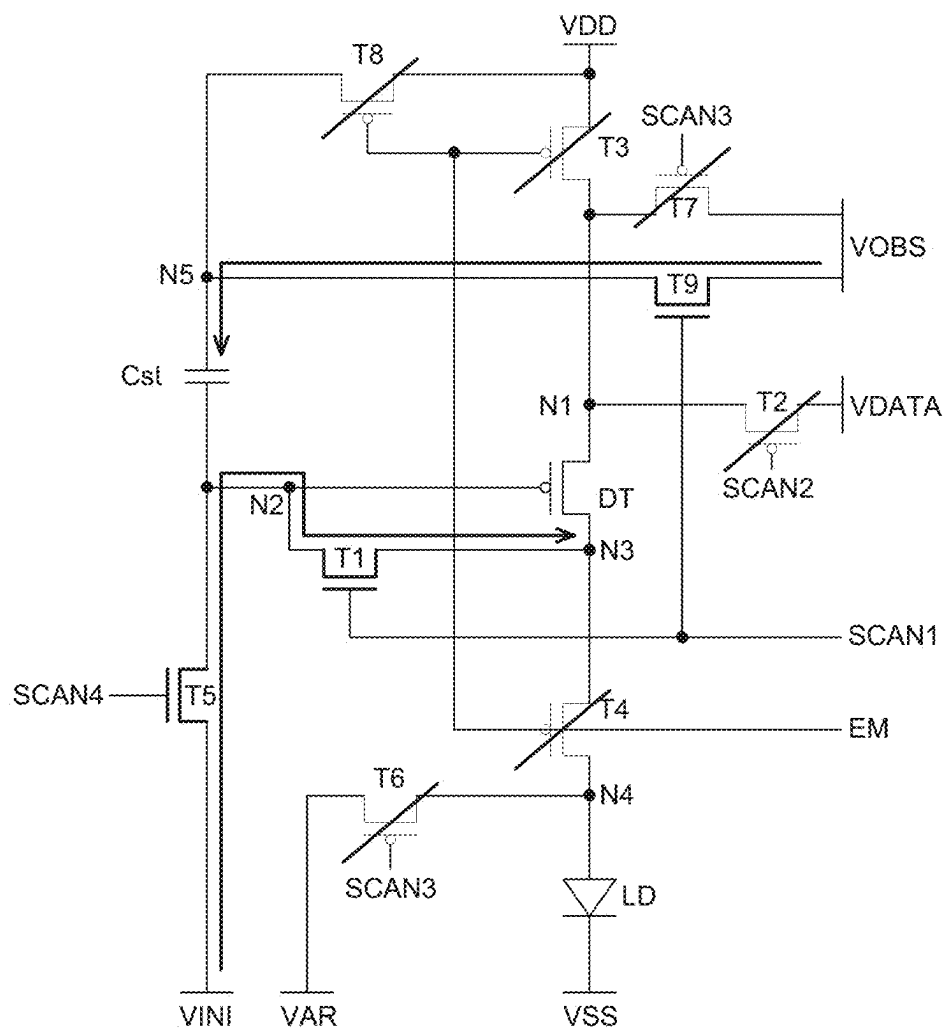 VDD
T8
SCAN3
T3
T7
VOBS
N5
T9
Cst
N1
T2
VDATA
N2
DT
SCAN2
T1
N3
SCAN1
SCAN4
T5
T4
EM
T6
N4
SCAN3
LD
VINI
VAR
VSS